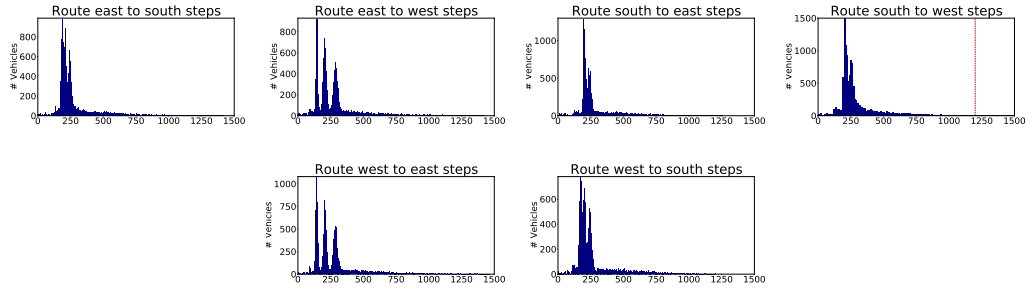 Route east to south steps
# Vehicles
800
600
400
200
0
0 250 500 750 1000 1250 1500
Route east to west steps
# Vehicles
800
600
400
200
0
0 250 500 750 1000 1250 1500
Route south to east steps
# Vehicles
1000
500
0
0 250 500 750 1000 1250 1500
Route south to west steps
# Vehicles
1500
1000
500
0
0 250 500 750 1000 1250 1500
Route west to east steps
# Vehicles
1000
750
500
250
0
0 250 500 750 1000 1250 1500
Route west to south steps
# Vehicles
600
400
200
0
0 250 500 750 1000 1250 1500